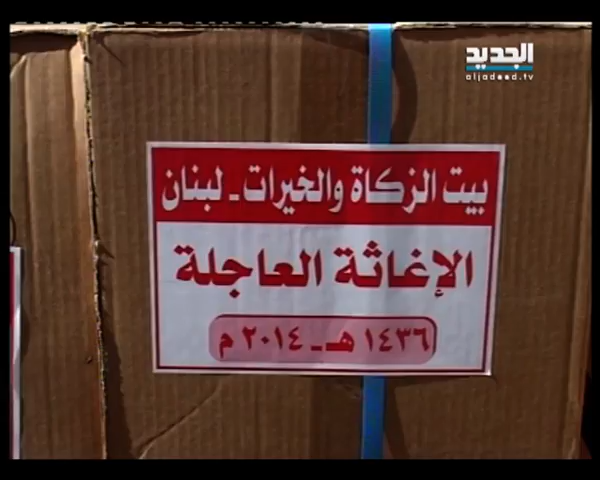 الجديد
aljadeed.tv
بيت الزكاة والخيرات - لبنان
الإغاثة العاجلة
١٤٣٦ هـ - ٢٠١٤ م